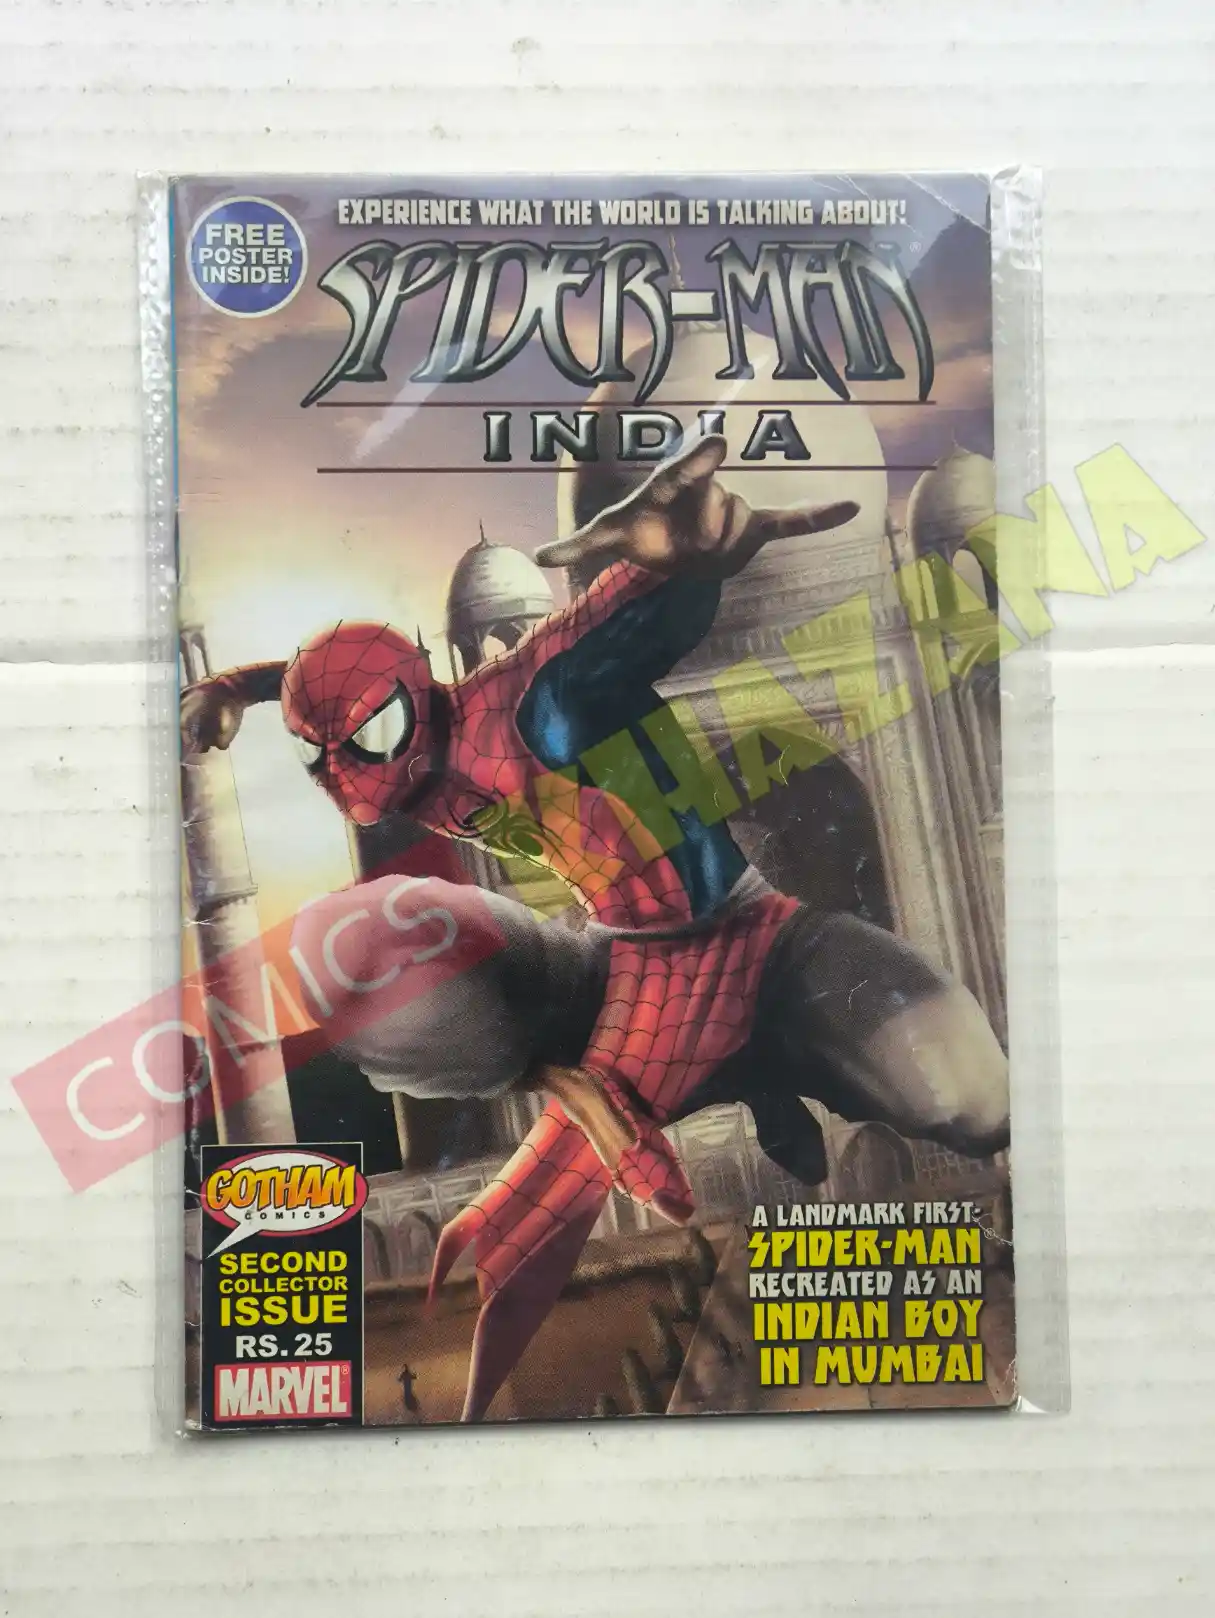 EXPERIENCE WHAT THE WORLD IS TALKING ABOUT!
FREE
POSTER
INSIDE!
SPIDER-MAN®
INDIA
COMICS KHAZANA
GOTHAM
COMICS
SECOND
COLLECTOR
ISSUE
RS. 25
MARVEL®
A LANDMARK FIRST:
SPIDER-MAN®
RECREATED AS AN
INDIAN BOY
IN MUMBAI